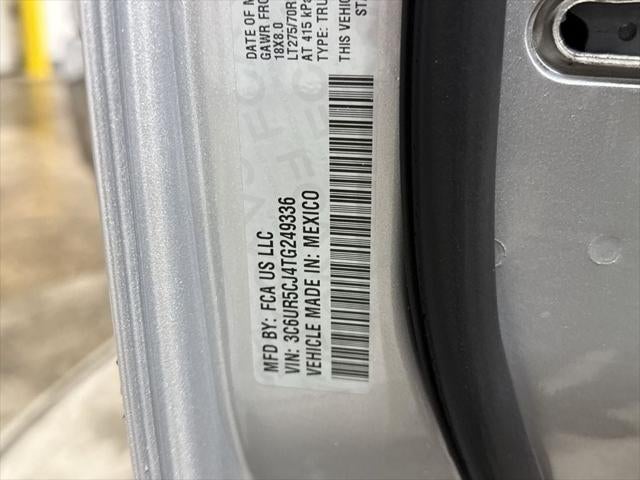 MFD BY: FCA US LLC
VIN: 3C6UR5CJ4TG249336
VEHICLE MADE IN: MEXICO
DATE OF M
GAWR FRO
18X8.0
LT275/70R
AT 415 kPa
TYPE: TRU
THIS VEHIC
STA